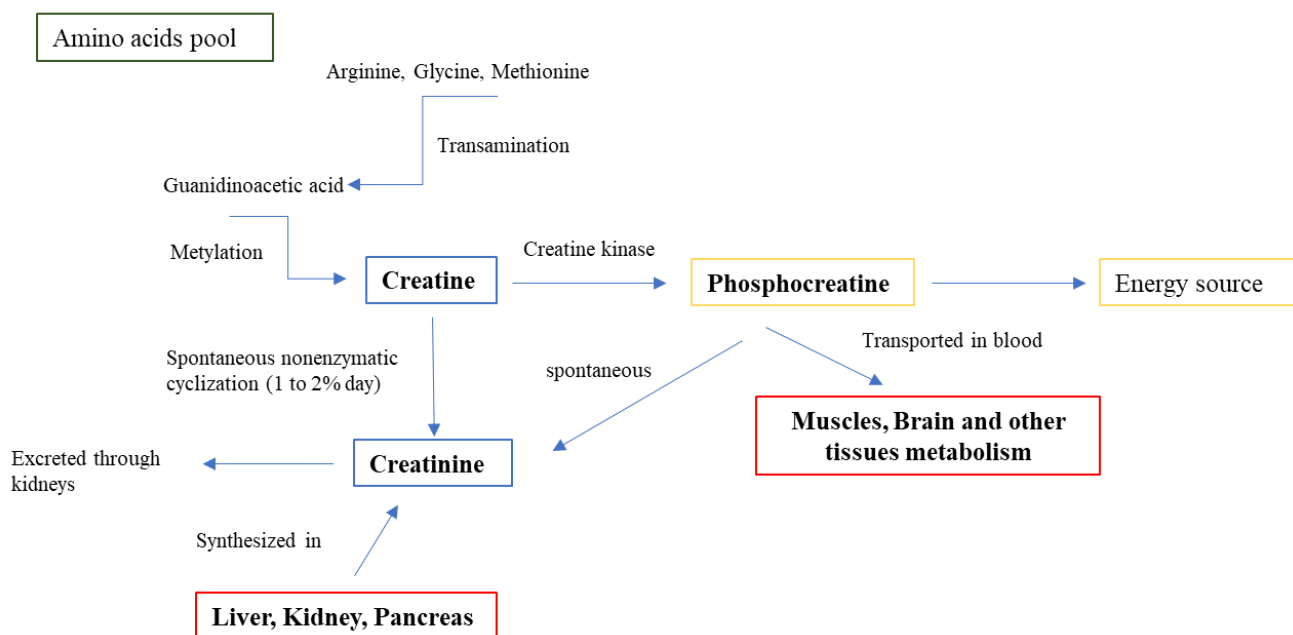 Amino acids pool
Arginine, Glycine, Methionine
Transamination
Guanidinoacetic acid
Metylation
Creatine
Creatine kinase
Phosphocreatine
Energy source
Transported in blood
Spontaneous nonenzymatic
cyclization (1 to 2% day)
spontaneous
Muscles, Brain and other
tissues metabolism
Excreted through
kidneys
Creatinine
Synthesized in
Liver, Kidney, Pancreas